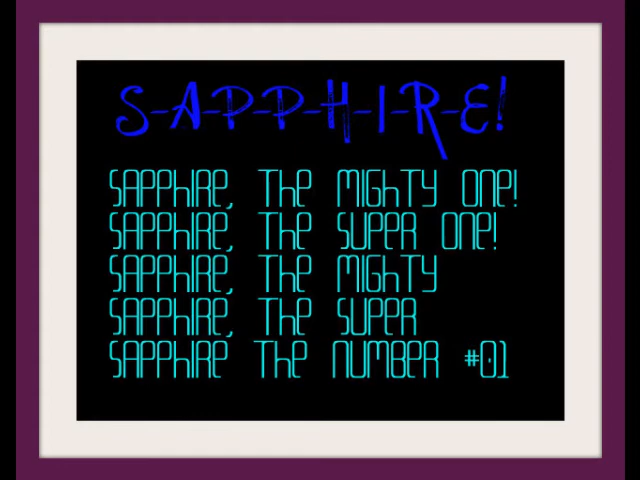 S-A-P-P-H-I-R-E!
SAPPhIRe, The MIGhTY ONe!
SAPPhIRe, The SUPeR ONe!
SAPPhIRe, The MIGhTY
SAPPhIRe, The SUPeR
SAPPhIRe The NUMBeR #01